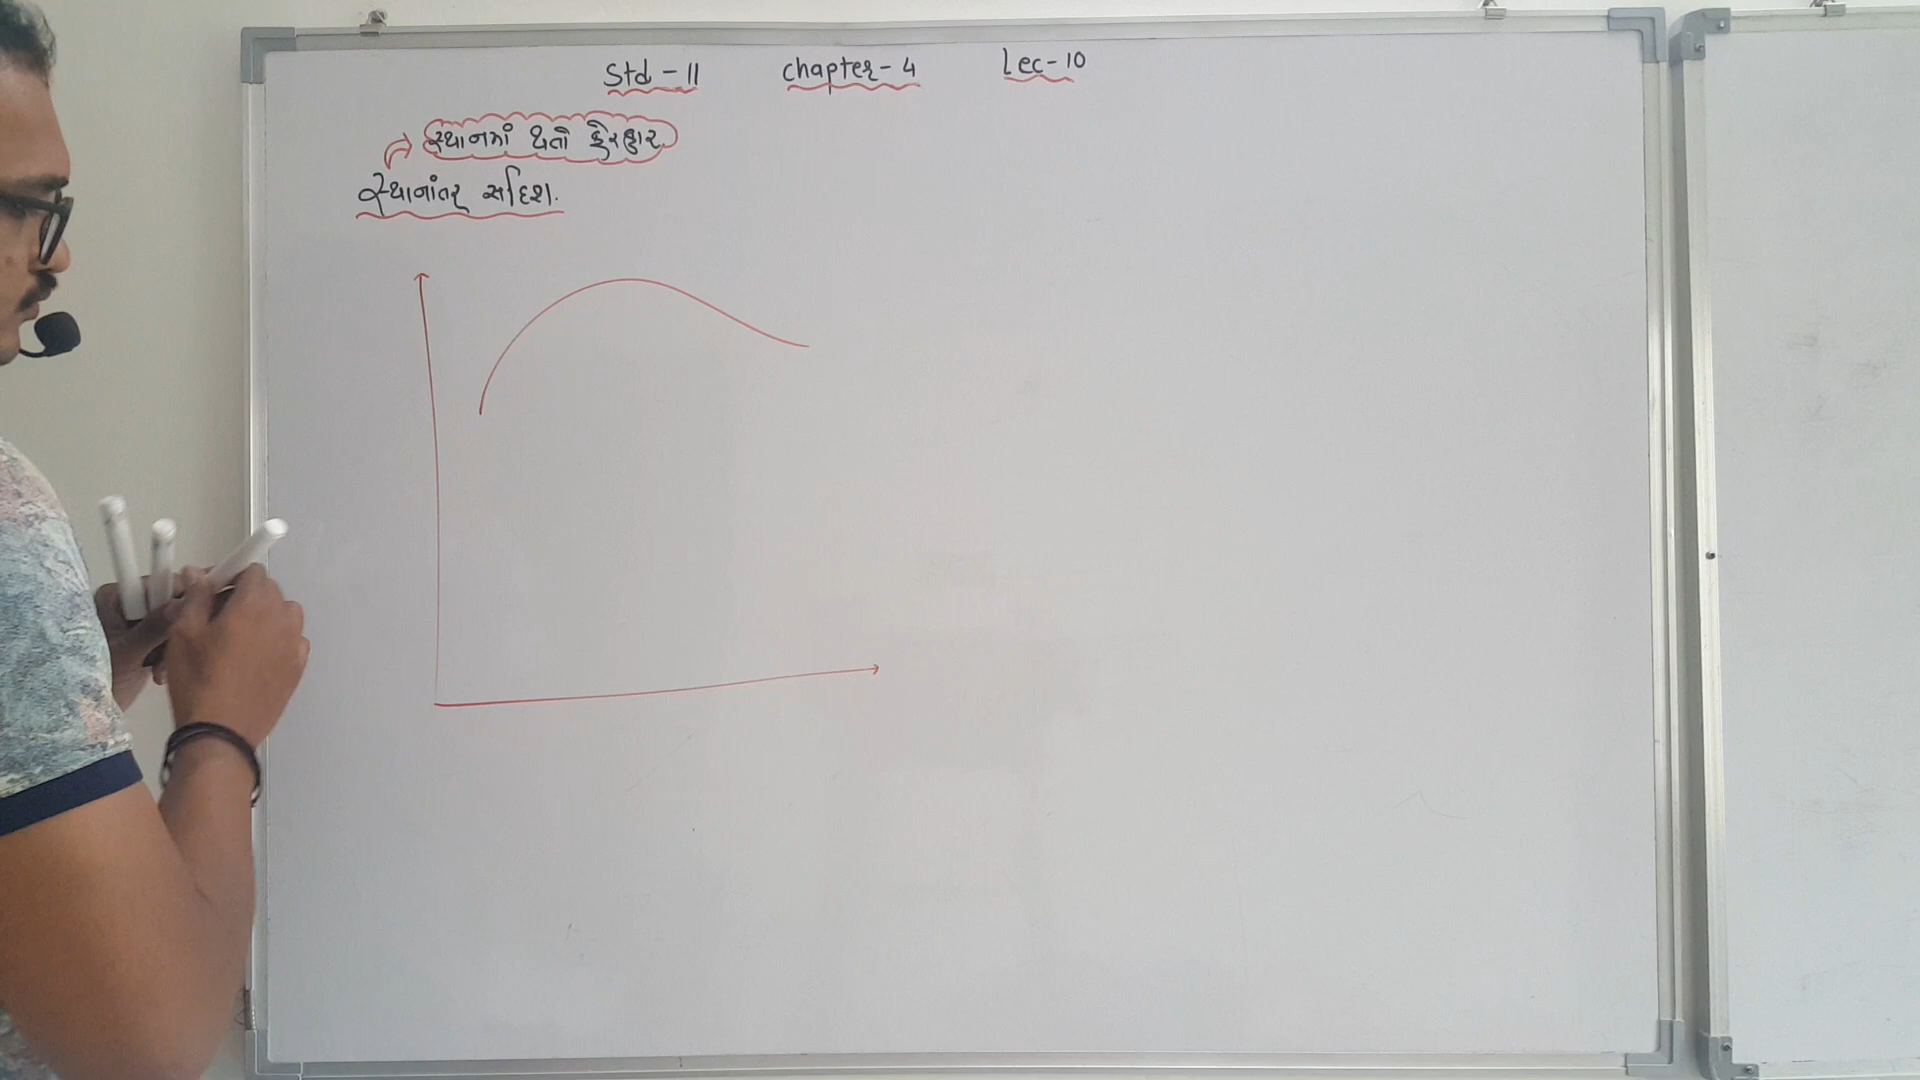 Std - 11 Chapter - 4 Lec - 10
સ્થાનમાં થતો ફેરફાર.
સ્થાનાંતર સદિશ.